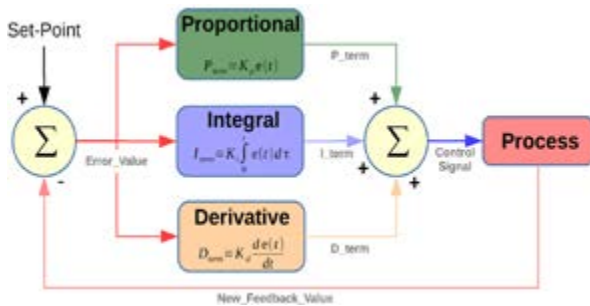 Set-Point
+
Σ
-
Error_Value
Proportional
P_term = K_p e(t)
P_term
Integral
I_term = K_i ∫ e(t) dτ
I_term
Derivative
D_term = K_d de(t)/dt
D_term
+
+
+
Σ
Control
Signal
Process
New_Feedback_Value